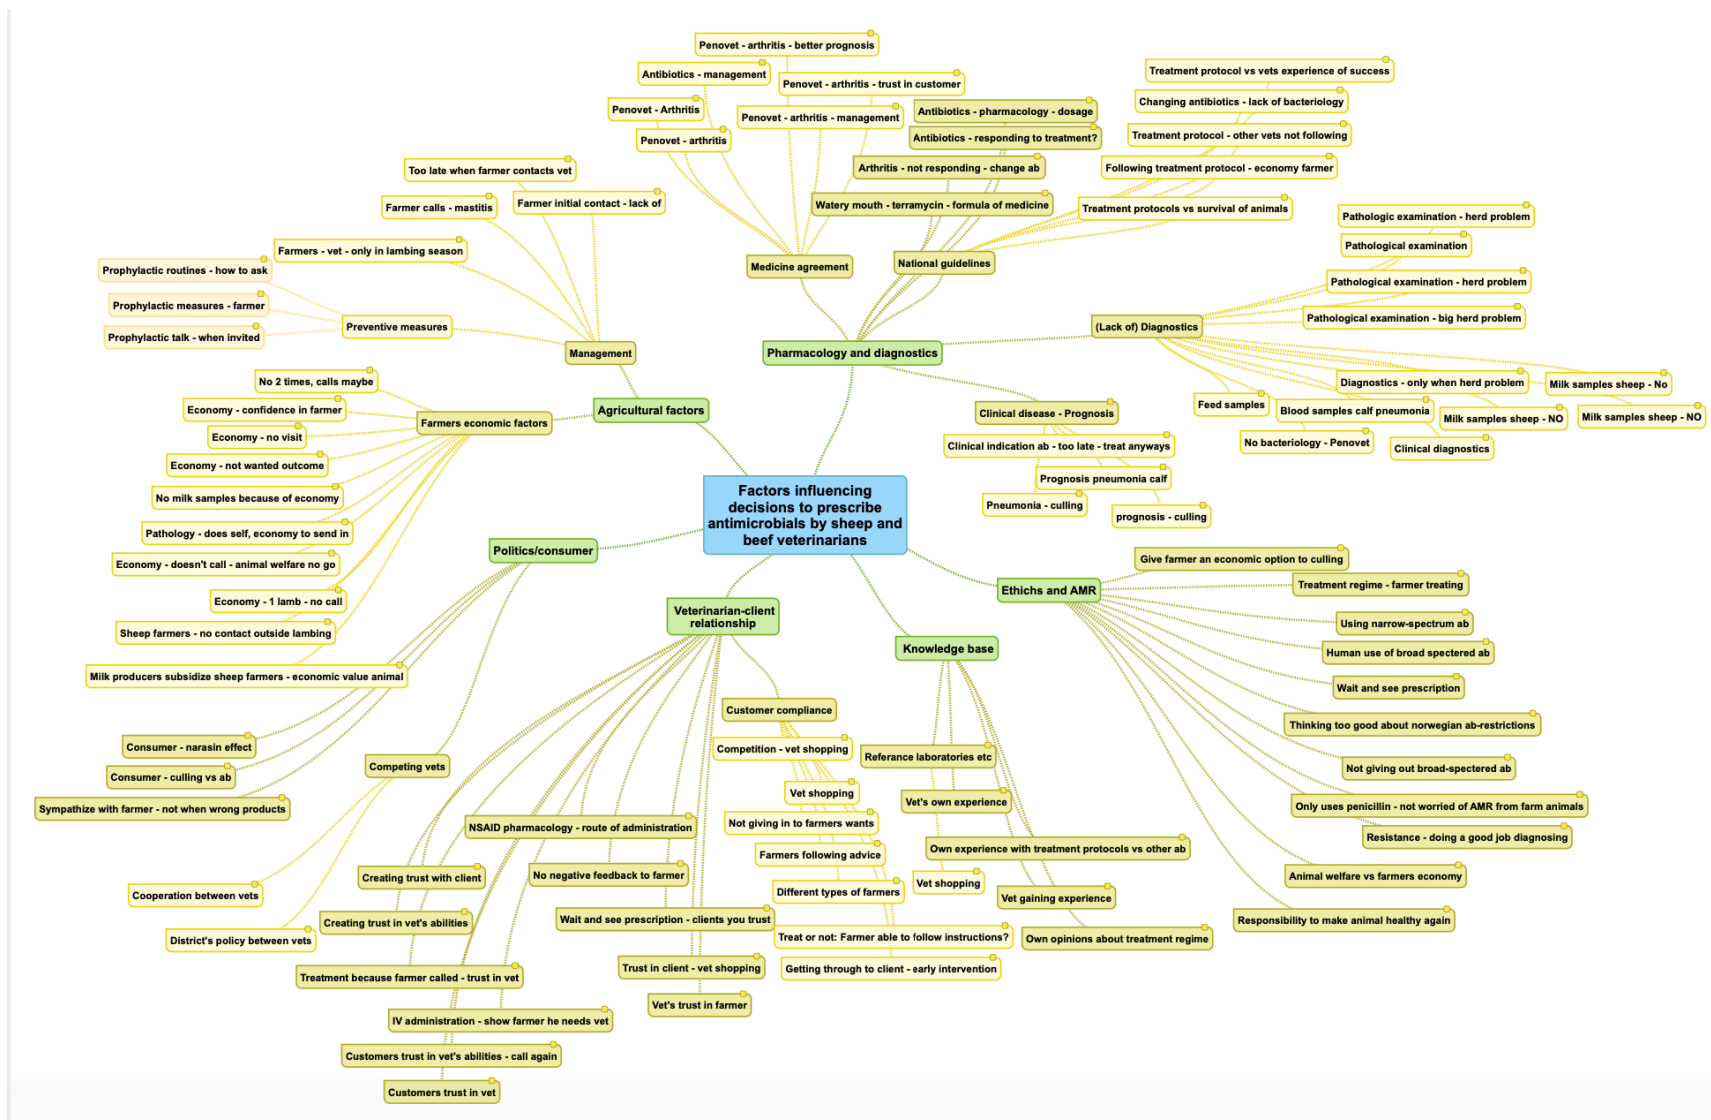 Penovet - arthritis - better prognosis
Antibiotics - management
Penovet - arthritis - trust in customer
Penovet - Arthritis
Penovet - arthritis - management
Penovet - arthritis
Antibiotics - pharmacology - dosage
Antibiotics - responding to treatment?
Arthritis - not responding - change ab
Watery mouth - terramycin - formula of medicine
Treatment protocol vs vets experience of success
Changing antibiotics - lack of bacteriology
Treatment protocol - other vets not following
Following treatment protocol - economy farmer
Treatment protocols vs survival of animals
Medicine agreement
National guidelines
Too late when farmer contacts vet
Farmer calls - mastitis
Farmer initial contact - lack of
Farmers - vet - only in lambing season
Prophylactic routines - how to ask
Prophylactic measures - farmer
Prophylactic talk - when invited
Preventive measures
Management
Pathologic examination - herd problem
Pathological examination
Pathological examination - herd problem
Pathological examination - big herd problem
(Lack of) Diagnostics
Pharmacology and diagnostics
Diagnostics - only when herd problem
Milk samples sheep - No
Feed samples
Blood samples calf pneumonia
Milk samples sheep - NO
Milk samples sheep - NO
No bacteriology - Penovet
Clinical diagnostics
Clinical disease - Prognosis
Clinical indication ab - too late - treat anyways
Prognosis pneumonia calf
Pneumonia - culling
prognosis - culling
No 2 times, calls maybe
Economy - confidence in farmer
Economy - no visit
Economy - not wanted outcome
No milk samples because of economy
Pathology - does self, economy to send in
Economy - doesn't call - animal welfare no go
Economy - 1 lamb - no call
Sheep farmers - no contact outside lambing
Milk producers subsidize sheep farmers - economic value animal
Farmers economic factors
Agricultural factors
Factors influencing
decisions to prescribe
antimicrobials by sheep and
beef veterinarians
Politics/consumer
Consumer - narasin effect
Consumer - culling vs ab
Sympathize with farmer - not when wrong products
Competing vets
Cooperation between vets
District's policy between vets
Veterinarian-client
relationship
NSAID pharmacology - route of administration
Creating trust with client
No negative feedback to farmer
Creating trust in vet's abilities
Wait and see prescription - clients you trust
Treatment because farmer called - trust in vet
Trust in client - vet shopping
Vet's trust in farmer
IV administration - show farmer he needs vet
Customers trust in vet's abilities - call again
Customers trust in vet
Customer compliance
Competition - vet shopping
Vet shopping
Not giving in to farmers wants
Farmers following advice
Different types of farmers
Treat or not: Farmer able to follow instructions?
Getting through to client - early intervention
Knowledge base
Referance laboratories etc
Vet's own experience
Own experience with treatment protocols vs other ab
Vet shopping
Vet gaining experience
Own opinions about treatment regime
Ethichs and AMR
Give farmer an economic option to culling
Treatment regime - farmer treating
Using narrow-spectrum ab
Human use of broad spectered ab
Wait and see prescription
Thinking too good about norwegian ab-restrictions
Not giving out broad-spectered ab
Only uses penicillin - not worried of AMR from farm animals
Resistance - doing a good job diagnosing
Animal welfare vs farmers economy
Responsibility to make animal healthy again